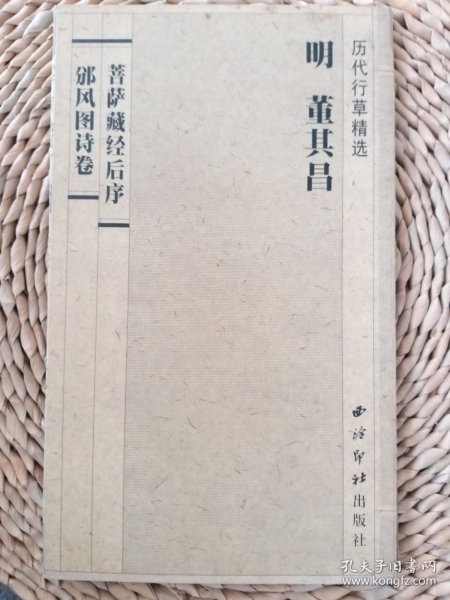 历代行草精选
西泠印社出版社
明 董其昌
菩萨藏经后序
邠风图诗卷
孔夫子旧书网
www.kongfz.com